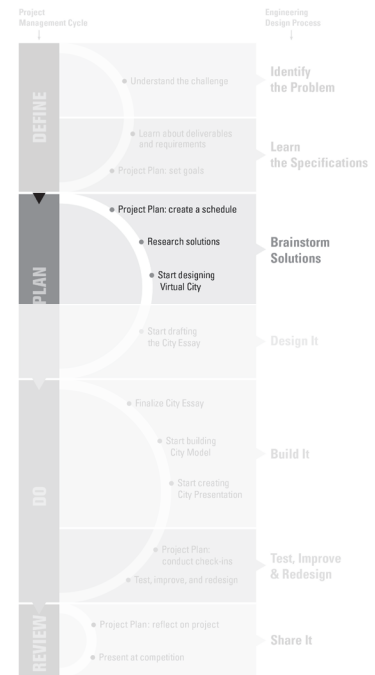 Project
Management Cycle
Engineering
Design Process
DEFINE
Understand the challenge
Identify
the Problem
Learn about deliverables
and requirements
Project Plan: set goals
Learn
the Specifications
PLAN
Project Plan: create a schedule
Research solutions
Start designing
Virtual City
Brainstorm
Solutions
Start drafting
the City Essay
Design It
DO
Finalize City Essay
Start building
City Model
Start creating
City Presentation
Build It
Project Plan:
conduct check-ins
Test, improve, and redesign
Test, Improve
& Redesign
REVIEW
Project Plan: reflect on project
Present at competition
Share It